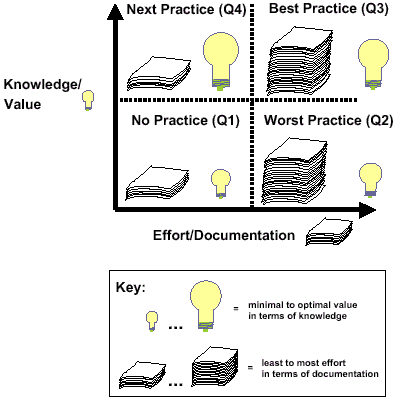 Next Practice (Q4)
Best Practice (Q3)
Knowledge/
Value
No Practice (Q1)
Worst Practice (Q2)
Effort/Documentation
Key:
... = minimal to optimal value
in terms of knowledge
... = least to most effort
in terms of documentation